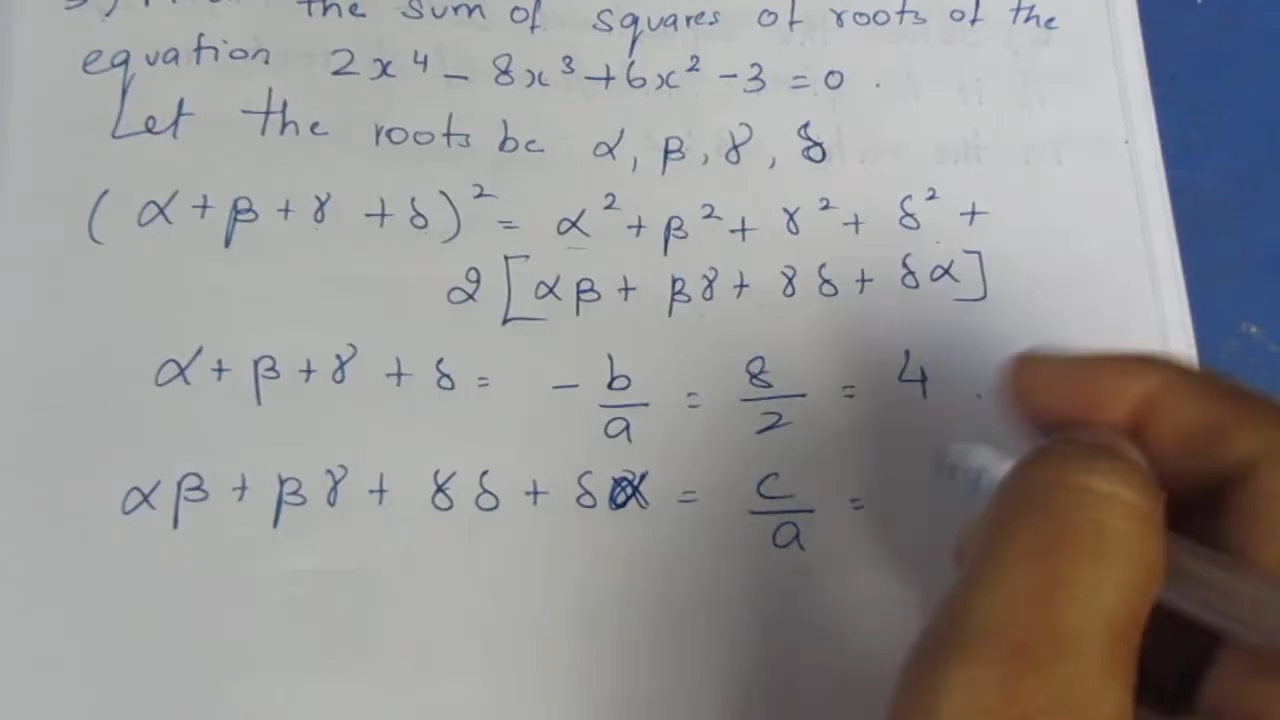 the sum of squares of roots of the
equation 2x⁴ - 8x³ + 6x² - 3 = 0.
Let the roots be α, β, γ, δ
(α + β + γ + δ)² = α² + β² + γ² + δ² +
2[αβ + βγ + γδ + δα]
α + β + γ + δ = -b/a = 8/2 = 4.
αβ + βγ + γδ + δα = c/a =